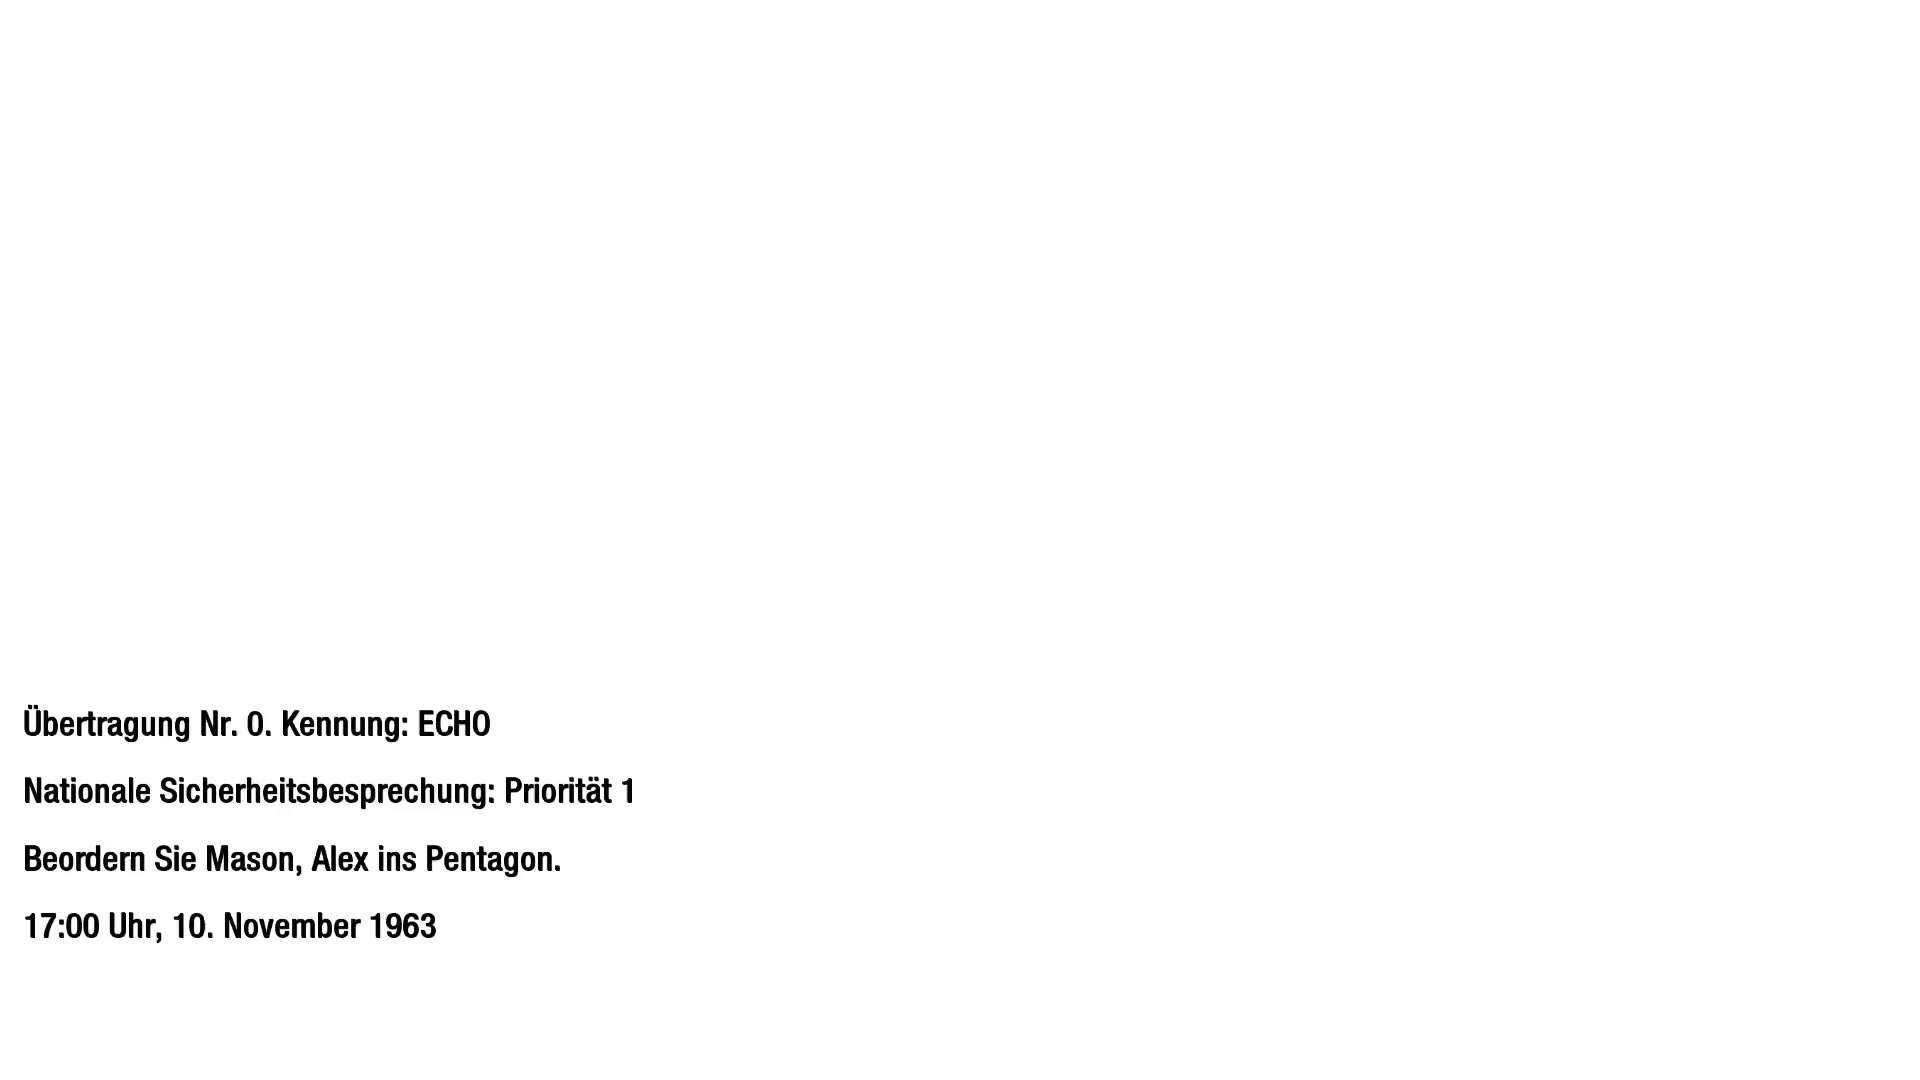 Übertragung Nr. 0. Kennung: ECHO
Nationale Sicherheitsbesprechung: Priorität 1
Beordern Sie Mason, Alex ins Pentagon.
17:00 Uhr, 10. November 1963